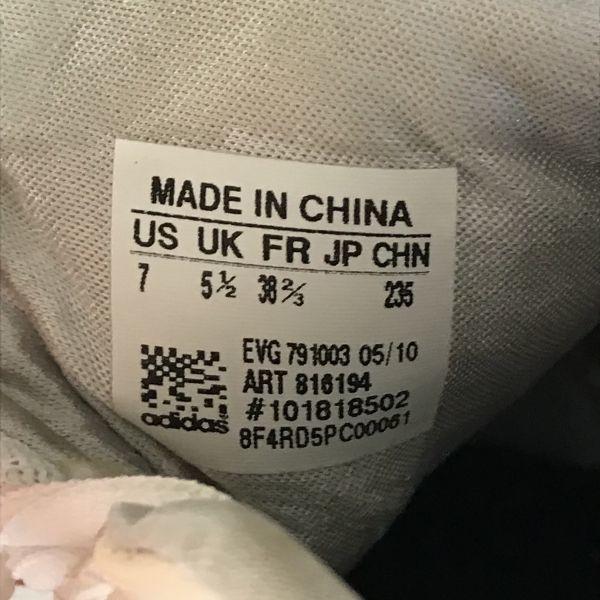 MADE IN CHINA
US UK FR JP CHN
7 5½ 38⅔ 235
EVG 791003 05/10
ART 816194
#101818502
adidas
8F4RD5PC00061